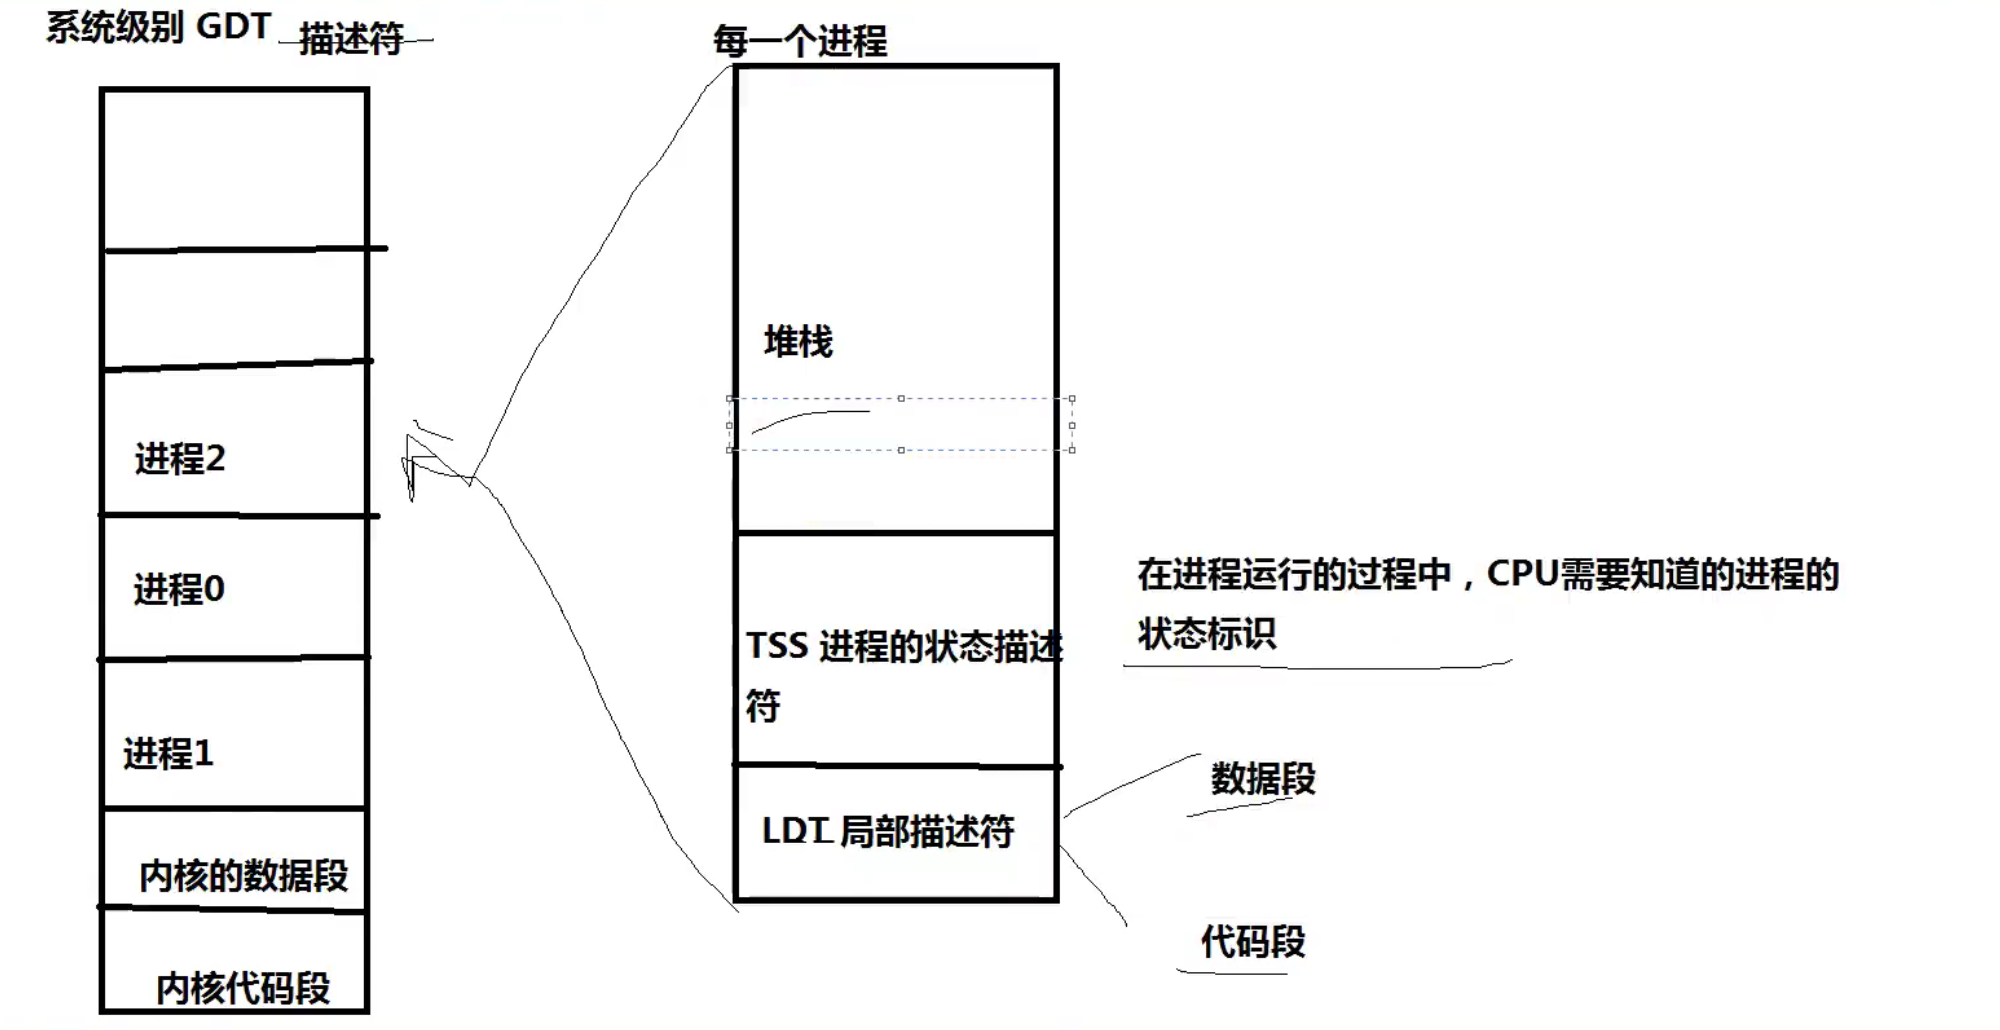 系统级别 GDT 描述符
每一个进程
进程2
进程0
进程1
内核的数据段
内核代码段
堆栈
TSS 进程的状态描述
符
LDT 局部描述符
在进程运行的过程中，CPU需要知道的进程的
状态标识
数据段
代码段